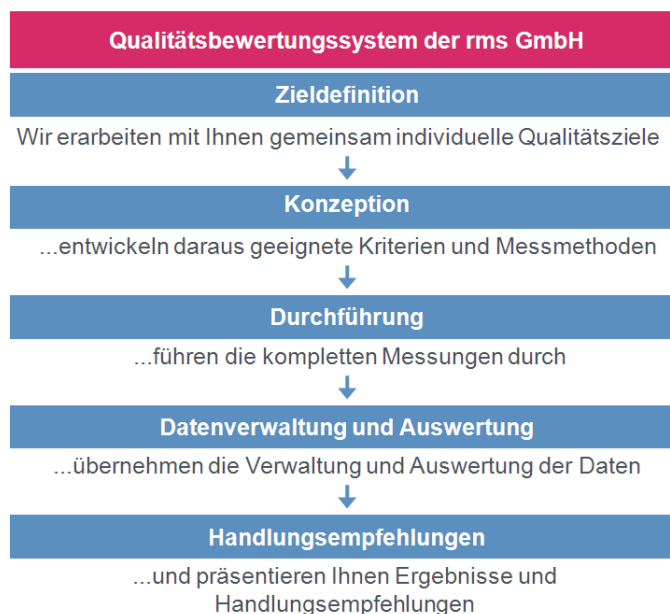 Qualitätsbewertungssystem der rms GmbH
Zieldefinition
Wir erarbeiten mit Ihnen gemeinsam individuelle Qualitätsziele
Konzeption
...entwickeln daraus geeignete Kriterien und Messmethoden
Durchführung
...führen die kompletten Messungen durch
Datenverwaltung und Auswertung
...übernehmen die Verwaltung und Auswertung der Daten
Handlungsempfehlungen
...und präsentieren Ihnen Ergebnisse und
Handlungsempfehlungen